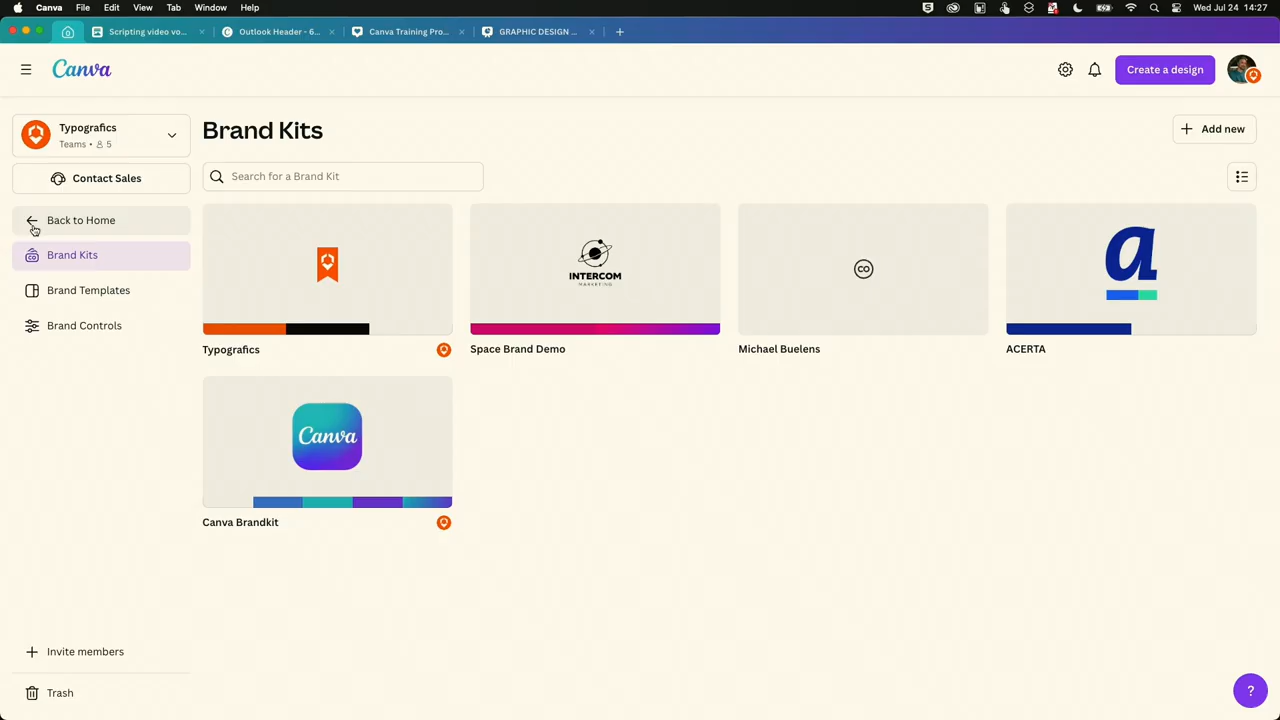 Canva File Edit View Tab Window Help
Wed Jul 24 14:27
Scripting video vo...
Outlook Header - 6...
Canva Training Pro...
GRAPHIC DESIGN ...
Canva
Create a design
Typografics
Teams • 5
Contact Sales
Back to Home
Brand Kits
Brand Templates
Brand Controls
Invite members
Trash
Brand Kits
Add new
Search for a Brand Kit
INTERCOM
MARKETING
CO
a
Typografics
Space Brand Demo
Michael Buelens
ACERTA
Canva
Canva Brandkit
?